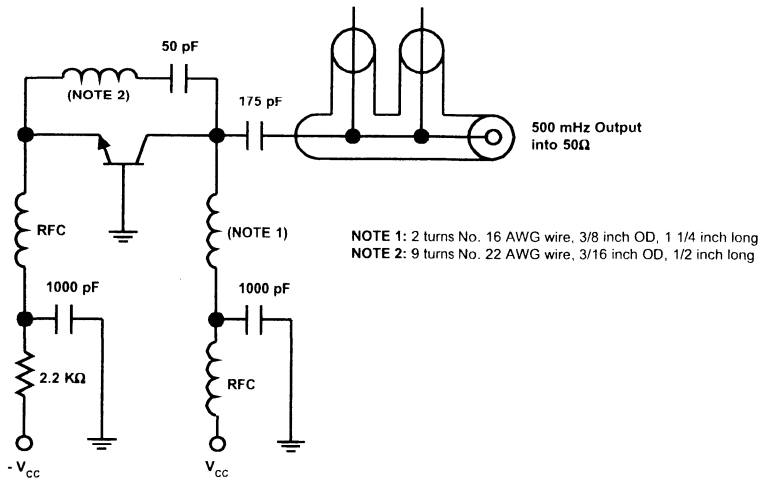 50 pF
(NOTE 2)
175 pF
500 mHz Output
into 50Ω
RFC
(NOTE 1)
NOTE 1: 2 turns No. 16 AWG wire, 3/8 inch OD, 1 1/4 inch long
NOTE 2: 9 turns No. 22 AWG wire, 3/16 inch OD, 1/2 inch long
1000 pF
1000 pF
2.2 KΩ
RFC
- VCC
VCC